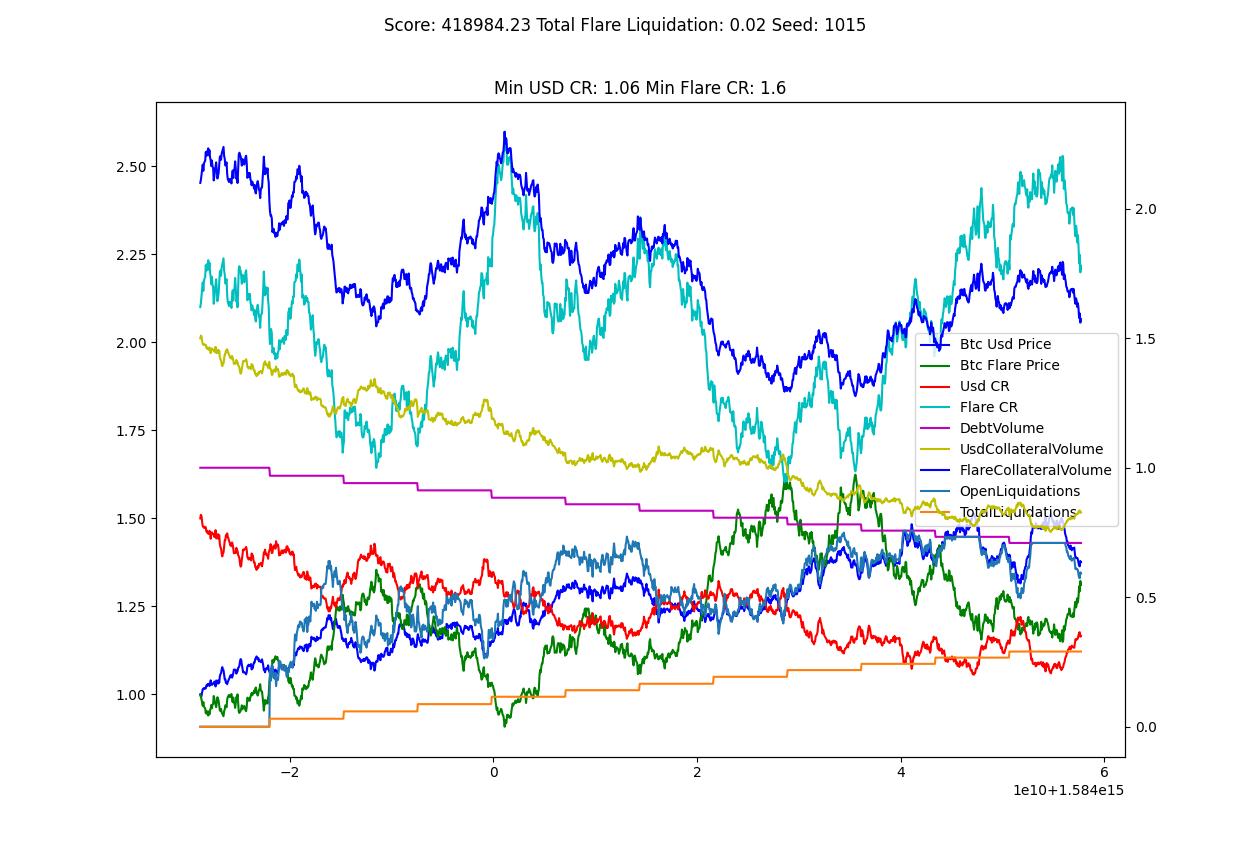 Score: 418984.23 Total Flare Liquidation: 0.02 Seed: 1015
Min USD CR: 1.06 Min Flare CR: 1.6
2.50
2.25
2.00
1.75
1.50
1.25
1.00
2.0
1.5
1.0
0.5
0.0
Btc Usd Price
Btc Flare Price
Usd CR
Flare CR
DebtVolume
UsdCollateralVolume
FlareCollateralVolume
OpenLiquidations
TotalLiquidations
−2
0
2
4
6
1e10+1.584e15